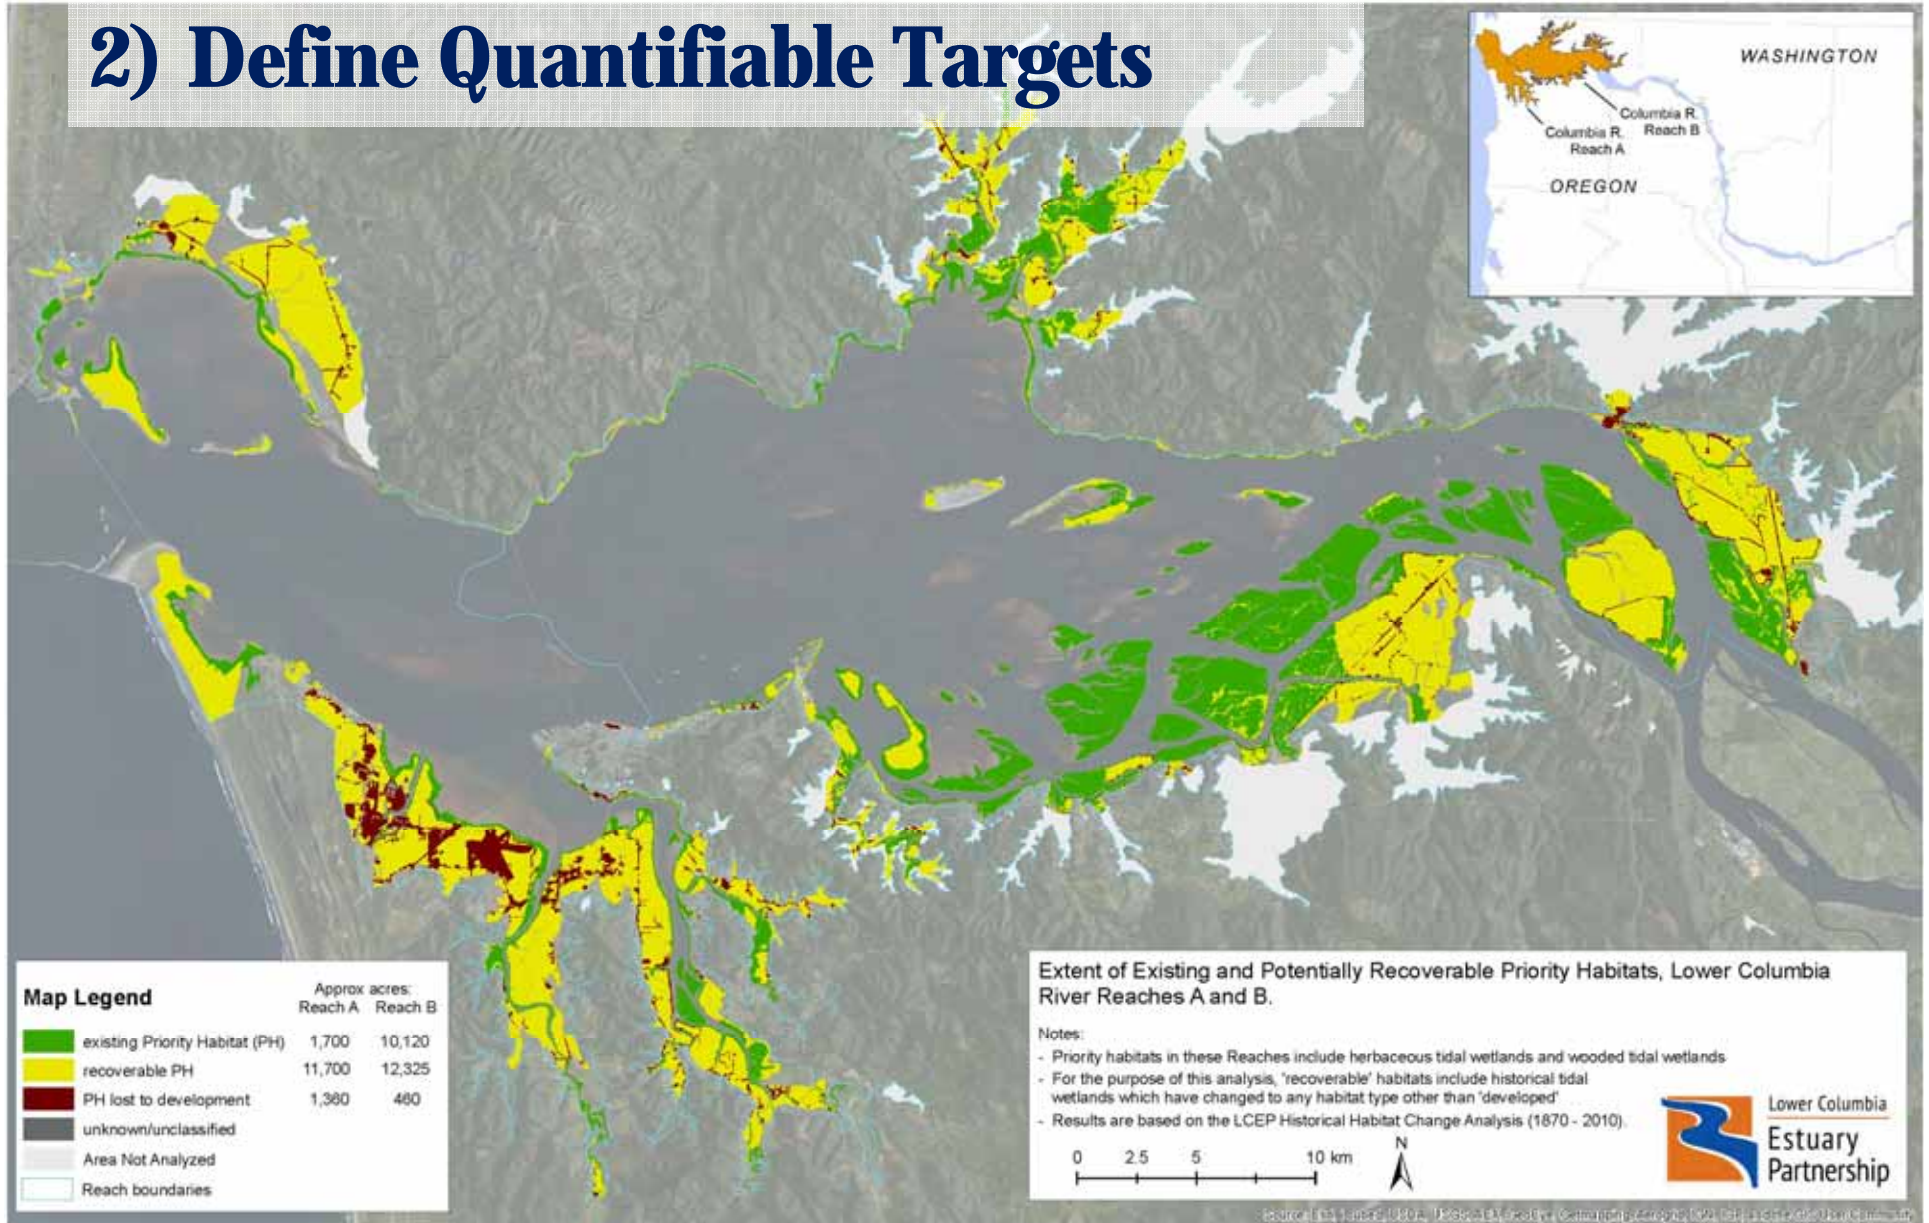 2) Define Quantifiable Targets
WASHINGTON
Columbia R.
Reach B
Columbia R.
Reach A
OREGON
Map Legend
Approx acres:
Reach A Reach B
existing Priority Habitat (PH) 1,700 10,120
recoverable PH 11,700 12,325
PH lost to development 1,360 460
unknown/unclassified
Area Not Analyzed
Reach boundaries
Extent of Existing and Potentially Recoverable Priority Habitats, Lower Columbia
River Reaches A and B.
Notes:
- Priority habitats in these Reaches include herbaceous tidal wetlands and wooded tidal wetlands
- For the purpose of this analysis, 'recoverable' habitats include historical tidal
wetlands which have changed to any habitat type other than 'developed'
- Results are based on the LCEP Historical Habitat Change Analysis (1870 - 2010).
N
0 2.5 5 10 km
Lower Columbia
Estuary
Partnership